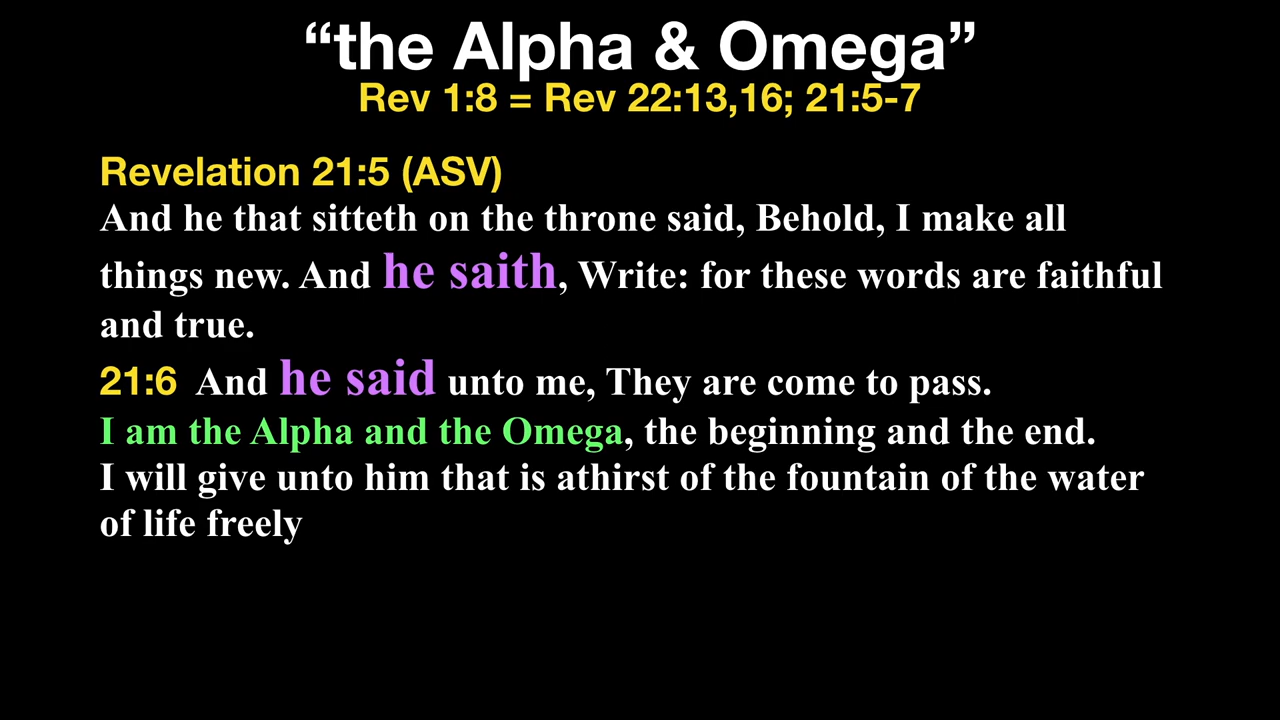 “the Alpha & Omega”
Rev 1:8 = Rev 22:13,16; 21:5-7
Revelation 21:5 (ASV)
And he that sitteth on the throne said, Behold, I make all
things new. And he saith, Write: for these words are faithful
and true.
21:6 And he said unto me, They are come to pass.
I am the Alpha and the Omega, the beginning and the end.
I will give unto him that is athirst of the fountain of the water
of life freely